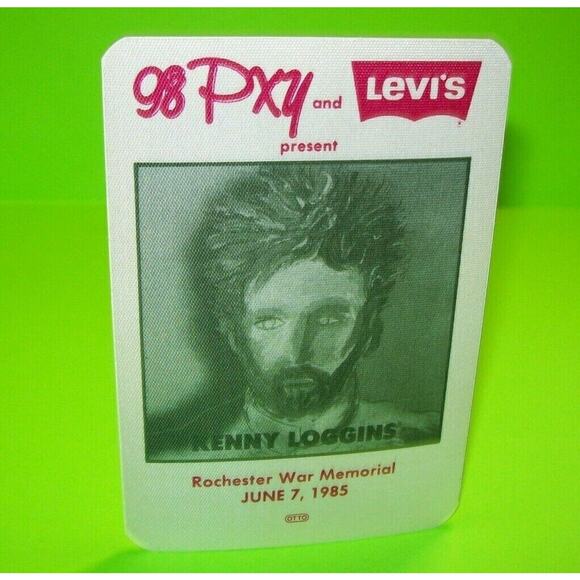 98 PXY and LEVI'S
present
KENNY LOGGINS
Rochester War Memorial
JUNE 7, 1985
OTTO